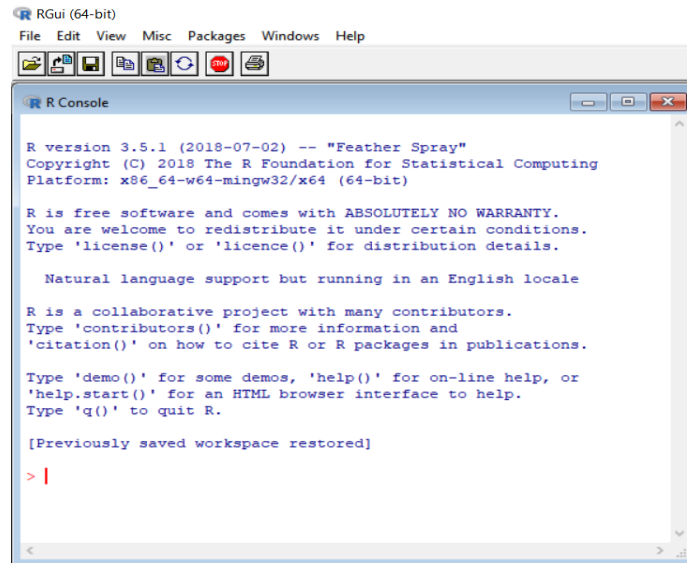 RGui (64-bit)
File Edit View Misc Packages Windows Help
STOP
R Console
R version 3.5.1 (2018-07-02) -- "Feather Spray"
Copyright (C) 2018 The R Foundation for Statistical Computing
Platform: x86_64-w64-mingw32/x64 (64-bit)
R is free software and comes with ABSOLUTELY NO WARRANTY.
You are welcome to redistribute it under certain conditions.
Type 'license()' or 'licence()' for distribution details.
Natural language support but running in an English locale
R is a collaborative project with many contributors.
Type 'contributors()' for more information and
'citation()' on how to cite R or R packages in publications.
Type 'demo()' for some demos, 'help()' for on-line help, or
'help.start()' for an HTML browser interface to help.
Type 'q()' to quit R.
[Previously saved workspace restored]
>